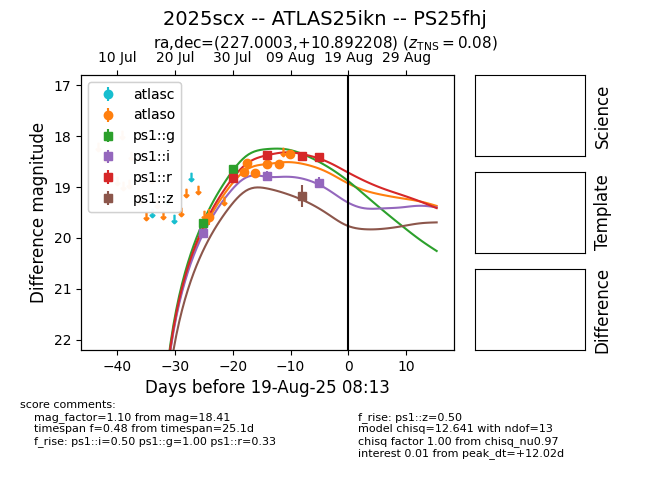 2025scx -- ATLAS25ikn -- PS25fhj
ra,dec=(227.0003,+10.892208) (z_TNS = 0.08)
10 Jul 20 Jul 30 Jul 09 Aug 19 Aug 29 Aug
17
18
19
20
21
22
Difference magnitude
atlasc
atlaso
ps1::g
ps1::i
ps1::r
ps1::z
−40 −30 −20 −10 0 10
Days before 19-Aug-25 08:13
Science
Template
Difference
score comments:
mag_factor=1.10 from mag=18.41
timespan f=0.48 from timespan=25.1d
f_rise: ps1::i=0.50 ps1::g=1.00 ps1::r=0.33
f_rise: ps1::z=0.50
model chisq=12.641 with ndof=13
chisq factor 1.00 from chisq_nu0.97
interest 0.01 from peak_dt=+12.02d